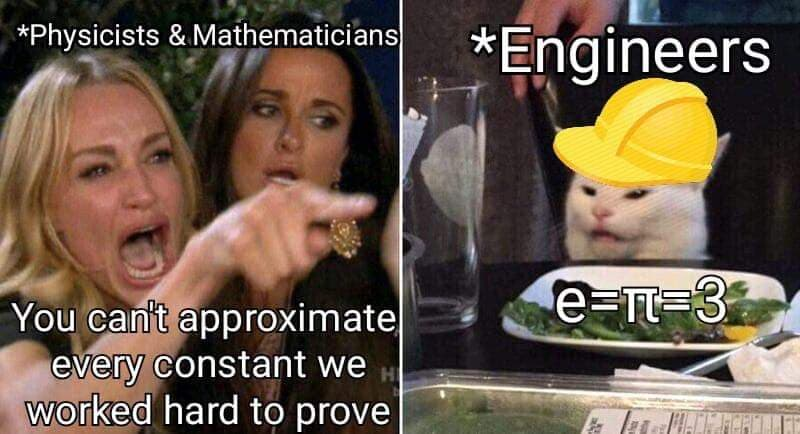 *Physicists & Mathematicians
You can't approximate
every constant we
worked hard to prove
*Engineers
e=π=3